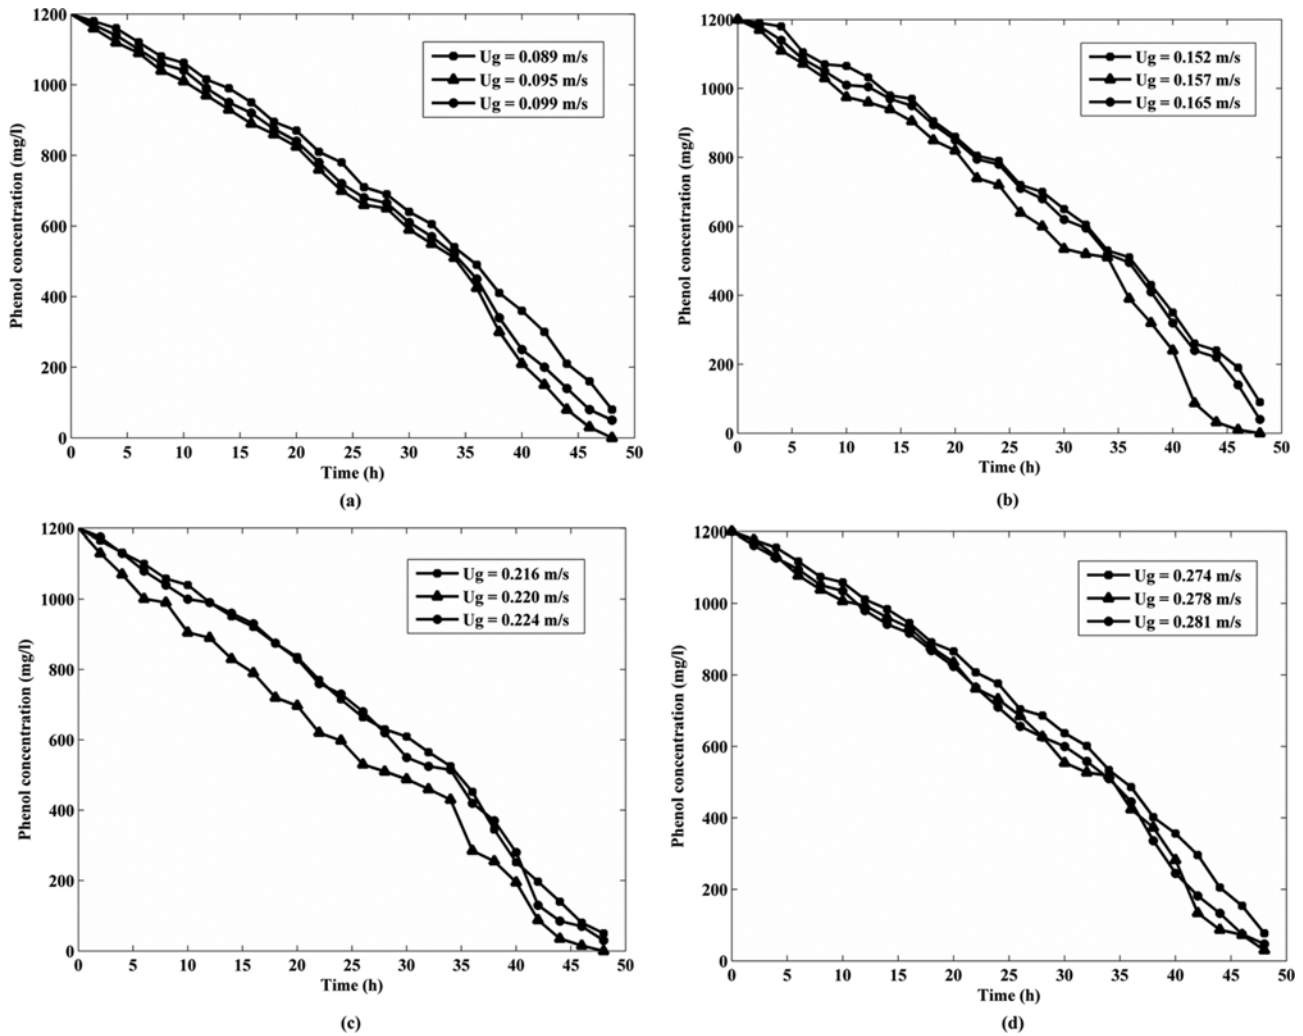 1200
1000
800
600
400
200
0
Phenol concentration (mg/l)
Ug = 0.089 m/s
Ug = 0.095 m/s
Ug = 0.099 m/s
0 5 10 15 20 25 30 35 40 45 50
Time (h)
(a)
1200
1000
800
600
400
200
0
Phenol concentration (mg/l)
Ug = 0.152 m/s
Ug = 0.157 m/s
Ug = 0.165 m/s
0 5 10 15 20 25 30 35 40 45 50
Time (h)
(b)
1200
1000
800
600
400
200
0
Phenol concentration (mg/l)
Ug = 0.216 m/s
Ug = 0.220 m/s
Ug = 0.224 m/s
0 5 10 15 20 25 30 35 40 45 50
Time (h)
(c)
1200
1000
800
600
400
200
0
Phenol concentration (mg/l)
Ug = 0.274 m/s
Ug = 0.278 m/s
Ug = 0.281 m/s
0 5 10 15 20 25 30 35 40 45 50
Time (h)
(d)